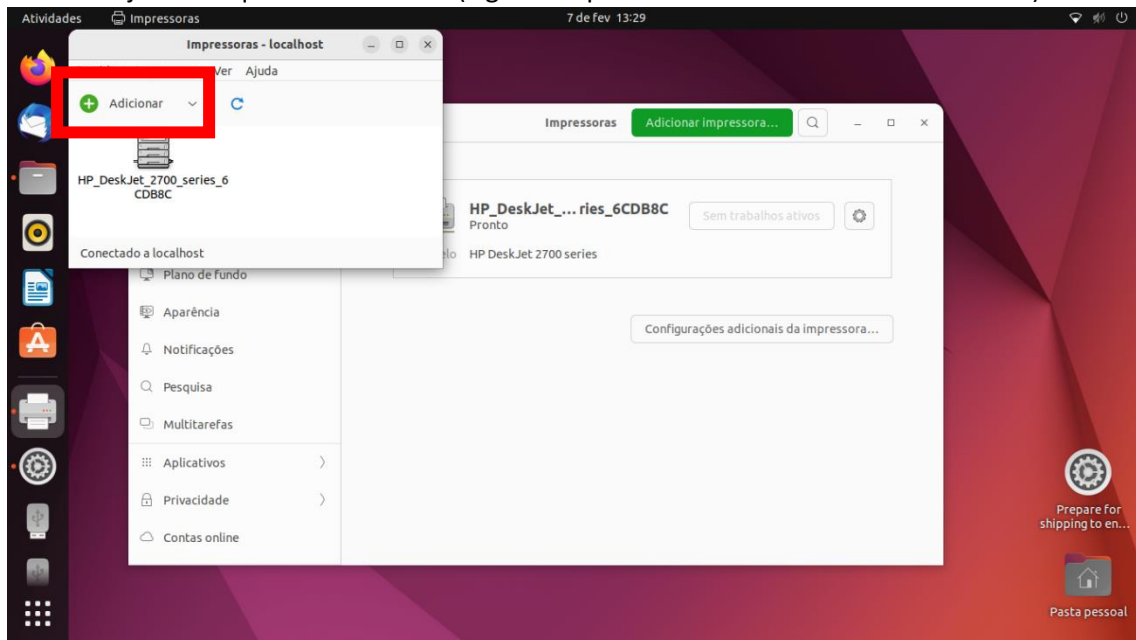 Atividades
Impressoras
7 de fev 13:29
Impressoras - localhost
Ver Ajuda
Adicionar
HP_DeskJet_2700_series_6
CDB8C
Conectado a localhost
Impressoras
Adicionar impressora...
HP_DeskJet_... ries_6CDB8C
Pronto
Sem trabalhos ativos
HP DeskJet 2700 series
Configurações adicionais da impressora...
Plano de fundo
Aparência
Notificações
Pesquisa
Multitarefas
Aplicativos
Privacidade
Contas online
Prepare for
shipping to en...
Pasta pessoal